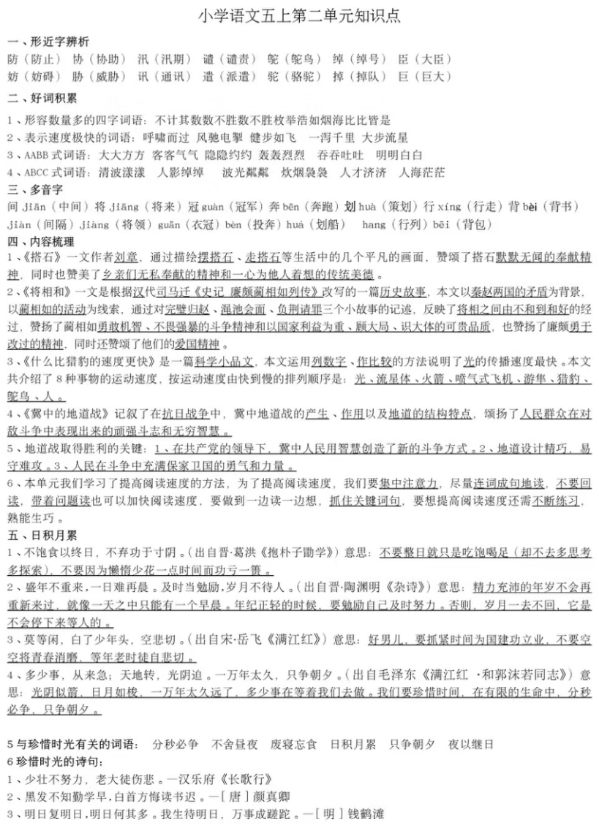 小学语文五上第二单元知识点
一、形近字辨析
防（防止） 协（协助） 汛（汛期） 谴（谴责） 鸵（鸵鸟） 绰（绰号） 臣（大臣）
妨（妨碍） 胁（威胁） 讯（通讯） 遣（派遣） 驼（骆驼） 掉（掉队） 巨（巨大）
二、好词积累
1、形容数量多的四字词语：不计其数数不胜数不胜枚举浩如烟海比比皆是
2、表示速度极快的词语：呼啸而过 风驰电掣 健步如飞 一泻千里 大步流星
3、AABB 式词语：大大方方 客客气气 隐隐约约 轰轰烈烈 吞吞吐吐 明明白白
4、ABCC 式词语：清波漾漾 人影绰绰 波光粼粼 炊烟袅袅 人才济济 人海茫茫
三、多音字
间 jiān（中间）将 jiāng（将来）冠 guān（冠军）奔 bēn（奔跑）划 huà（策划）行 xíng（行走）背 bèi（背书）
jiàn（间隔）jiàng（将领）guān（衣冠）bèn（投奔）huá（划船） hang（行列）bēi（背包）
四、内容梳理
1、《搭石》一文作者刘章，通过描绘摆搭石、走搭石等生活中的几个平凡的画面，赞颂了搭石默默无闻的奉献精
神，同时也赞美了乡亲们无私奉献的精神和一心为他人着想的传统美德。
2、《将相和》一文是根据汉代司马迁《史记 廉颇蔺相如列传》改写的一篇历史故事，本文以秦赵两国的矛盾为背景，
以蔺相如的活动为线索，通过对完璧归赵、渑池会面、负荆请罪三个小故事的记述，反映了将相之间由不和到和好的经
过，赞扬了蔺相如勇敢机智、不畏强暴的斗争精神和以国家利益为重、顾大局、识大体的可贵品质，也赞扬了廉颇勇于
改过的精神，同时还赞颂了他们的爱国精神。
3、《什么比猎豹的速度更快》是一篇科学小品文，本文运用列数字、作比较的方法说明了光的传播速度最快。本文
共介绍了 8 种事物的运动速度，按运动速度由快到慢的排列顺序是：光、流星体、火箭、喷气式飞机、游隼、猎豹、
鸵鸟、人。
4、《冀中的地道战》记叙了在抗日战争中，冀中地道战的产生、作用以及地道的结构特点，颂扬了人民群众在对
敌斗争中表现出来的顽强斗志和无穷智慧。
5、地道战取得胜利的关键：1、在共产党的领导下，冀中人民用智慧创造了新的斗争方式。2、地道设计精巧，易
守难攻。3、人民在斗争中充满保家卫国的勇气和力量。
6、本单元我们学习了提高阅读速度的方法，为了提高阅读速度，我们要集中注意力，尽量连词成句地读，不要回
读，带着问题读也可以加快阅读速度，要做到一边读一边想，抓住关键词句，要想提高阅读速度还需不断练习，
熟能生巧。
五、日积月累
1、不饱食以终日，不弃功于寸阴。（出自晋·葛洪《抱朴子勖学》）意思：不要整日就只是吃饱喝足（却不去多思考
多探索），不要因为懒惰少花一点时间而功亏一篑。
2、盛年不重来，一日难再晨。及时当勉励，岁月不待人。（出自晋·陶渊明《杂诗》）意思：精力充沛的年岁不会再
重新来过，就像一天之中只能有一个早晨。年纪正轻的时候，要勉励自己及时努力。否则，岁月一去不回，它是
不会停下来等人的。
3、莫等闲，白了少年头，空悲切。（出自宋·岳飞《满江红》）意思：好男儿，要抓紧时间为国建功立业，不要空
空将青春消磨，等年老时徒自悲切。
4、多少事，从来急；天地转，光阴迫。一万年太久，只争朝夕。（出自毛泽东《满江红 ·和郭沫若同志》）意
思：光阴似箭，日月如梭，一万年太久远了，多少事在等着我们去做。我们要珍惜时间，在有限的生命中，分秒
必争，只争朝夕。
5 与珍惜时光有关的词语： 分秒必争 不舍昼夜 废寝忘食 日积月累 只争朝夕 夜以继日
6 珍惜时光的诗句：
1、少壮不努力，老大徒伤悲。—汉乐府《长歌行》
2、黑发不知勤学早，白首方悔读书迟。—［唐］颜真卿
3、明日复明日，明日何其多。我生待明日，万事成蹉跎。—［明］钱鹤滩